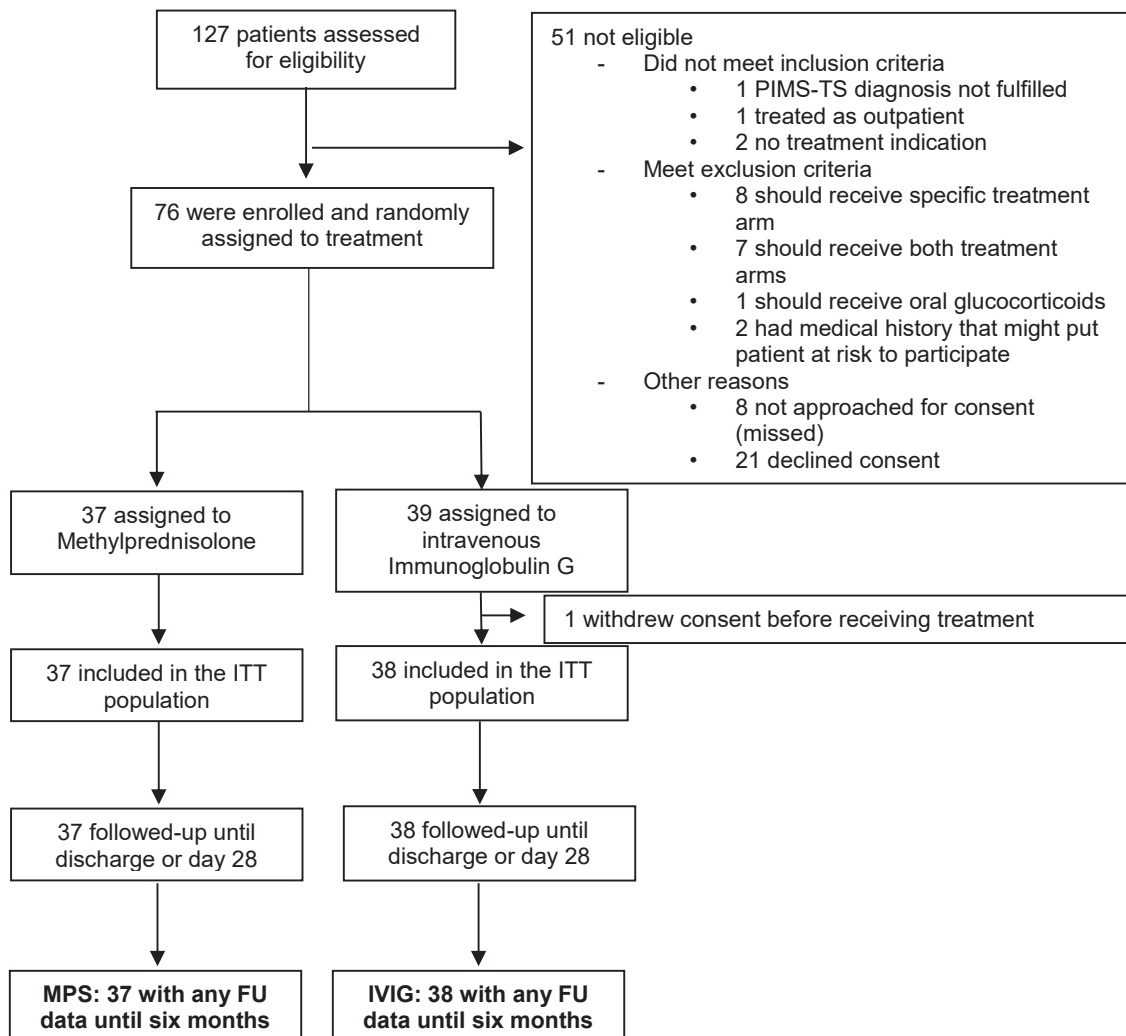 127 patients assessed
for eligibility
51 not eligible
- Did not meet inclusion criteria
• 1 PIMS-TS diagnosis not fulfilled
• 1 treated as outpatient
• 2 no treatment indication
- Meet exclusion criteria
• 8 should receive specific treatment
arm
• 7 should receive both treatment
arms
• 1 should receive oral glucocorticoids
• 2 had medical history that might put
patient at risk to participate
- Other reasons
• 8 not approached for consent
(missed)
• 21 declined consent
76 were enrolled and randomly
assigned to treatment
37 assigned to
Methylprednisolone
39 assigned to
intravenous
Immunoglobulin G
1 withdrew consent before receiving treatment
37 included in the ITT
population
38 included in the ITT
population
37 followed-up until
discharge or day 28
38 followed-up until
discharge or day 28
MPS: 37 with any FU
data until six months
IVIG: 38 with any FU
data until six months